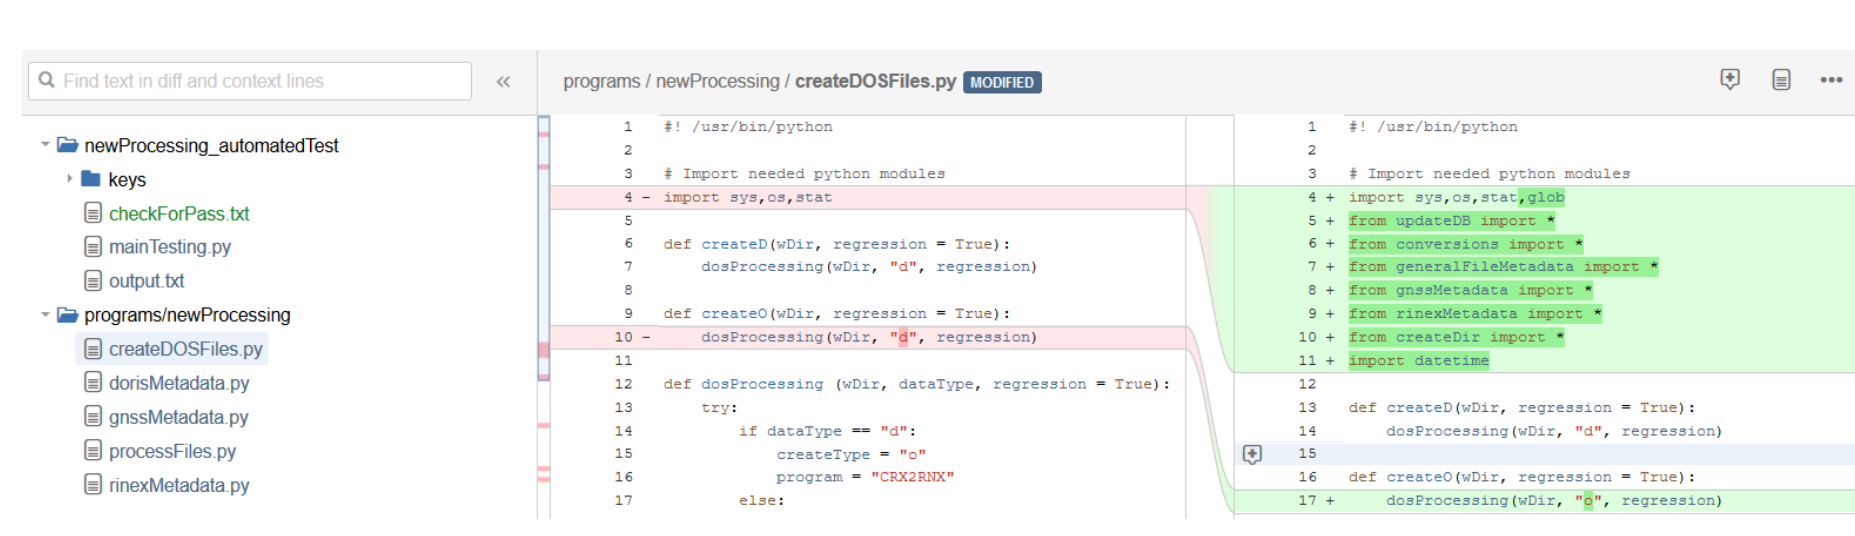 Find text in diff and context lines
newProcessing_automatedTest
keys
checkForPass.txt
mainTesting.py
output.txt
programs/newProcessing
createDOSFiles.py
dorisMetadata.py
gnssMetadata.py
processFiles.py
rinexMetadata.py
programs / newProcessing / createDOSFiles.py MODIFIED
1 #! /usr/bin/python
2
3 # Import needed python modules
4 - import sys,os,stat
5
6 def createD(wDir, regression = True):
7 dosProcessing(wDir, "d", regression)
8
9 def createO(wDir, regression = True):
10 - dosProcessing(wDir, "d", regression)
11
12 def dosProcessing (wDir, dataType, regression = True):
13 try:
14 if dataType == "d":
15 createType = "o"
16 program = "CRX2RNX"
17 else:
1 #! /usr/bin/python
2
3 # Import needed python modules
4 + import sys,os,stat,glob
5 + from updateDB import *
6 + from conversions import *
7 + from generalFileMetadata import *
8 + from gnssMetadata import *
9 + from rinexMetadata import *
10 + from createDir import *
11 + import datetime
12
13 def createD(wDir, regression = True):
14 dosProcessing(wDir, "d", regression)
15
16 def createO(wDir, regression = True):
17 + dosProcessing(wDir, "o", regression)